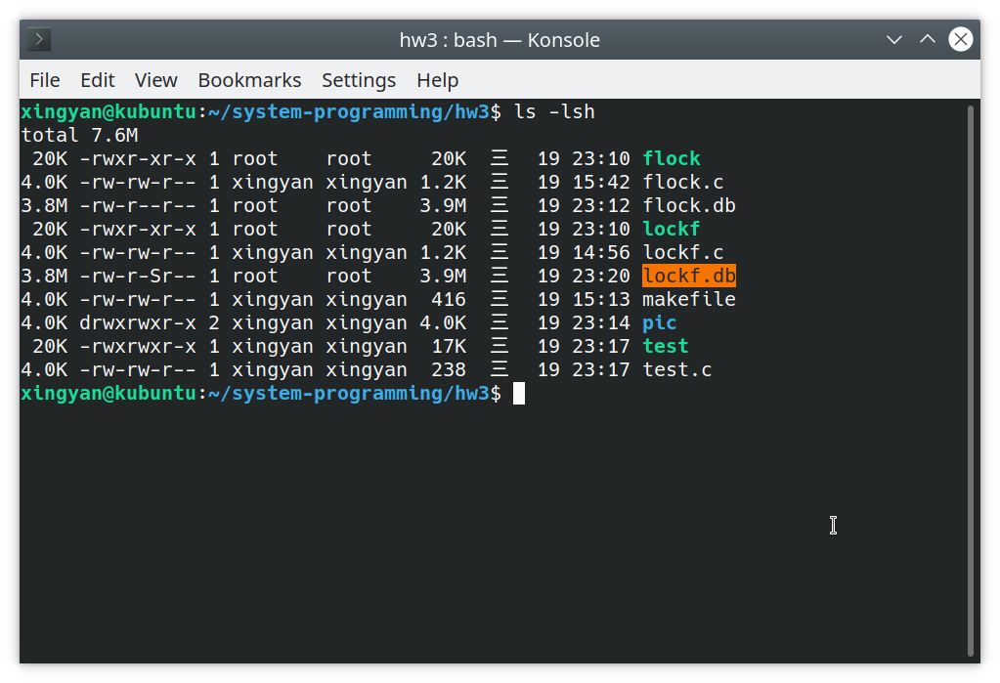 hw3 : bash — Konsole
File Edit View Bookmarks Settings Help
xingyan@kubuntu:~/system-programming/hw3$ ls -lsh
total 7.6M
 20K -rwxr-xr-x 1 root    root     20K  三  19 23:10 flock
4.0K -rw-rw-r-- 1 xingyan xingyan 1.2K  三  19 15:42 flock.c
3.8M -rw-r--r-- 1 root    root    3.9M  三  19 23:12 flock.db
 20K -rwxr-xr-x 1 root    root     20K  三  19 23:10 lockf
4.0K -rw-rw-r-- 1 xingyan xingyan 1.2K  三  19 14:56 lockf.c
3.8M -rw-r-Sr-- 1 root    root    3.9M  三  19 23:20 lockf.db
4.0K -rw-rw-r-- 1 xingyan xingyan  416  三  19 15:13 makefile
4.0K drwxrwxr-x 2 xingyan xingyan 4.0K  三  19 23:14 pic
 20K -rwxrwxr-x 1 xingyan xingyan  17K  三  19 23:17 test
4.0K -rw-rw-r-- 1 xingyan xingyan  238  三  19 23:17 test.c
xingyan@kubuntu:~/system-programming/hw3$